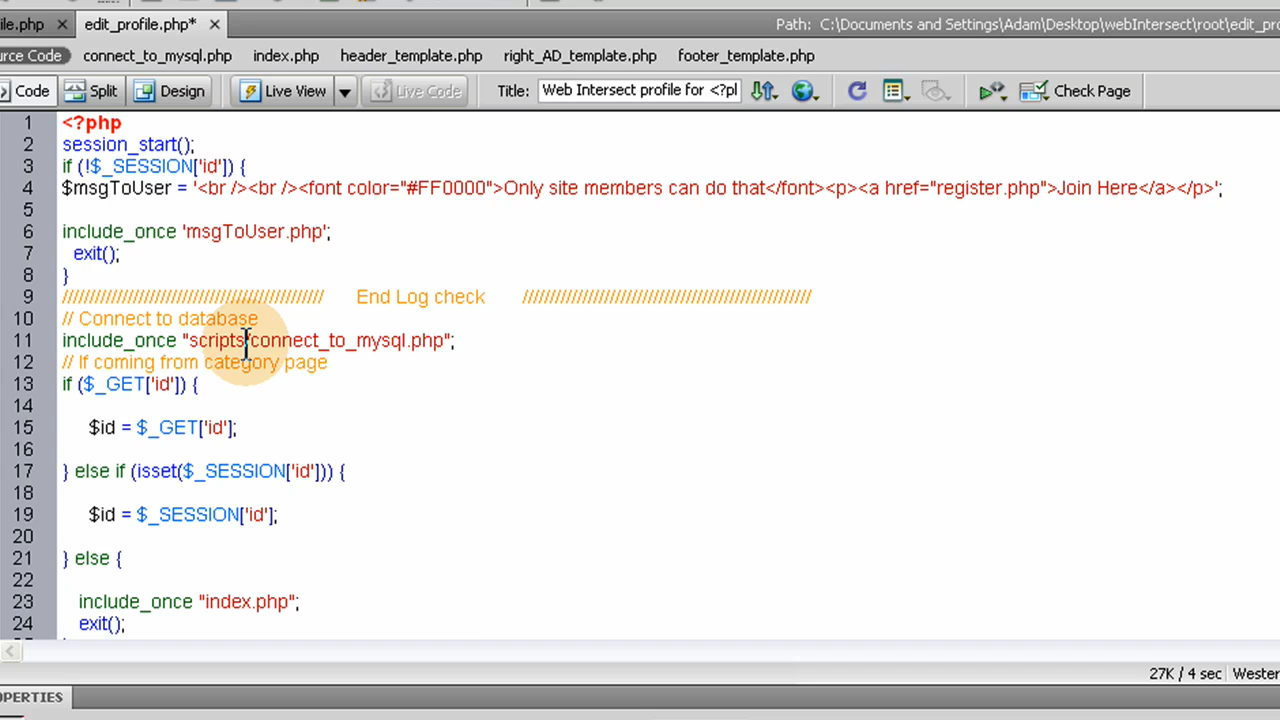 ile.php
edit_profile.php*
Path: C:\Documents and Settings\Adam\Desktop\webIntersect\root\edit_pro
urce Code connect_to_mysql.php index.php header_template.php right_AD_template.php footer_template.php
Code Split Design Live View Live Code Title: Web Intersect profile for <?pl Check Page
1 <?php
2 session_start();
3 if (!$_SESSION['id']) {
4 $msgToUser = '<br /><br /><font color="#FF0000">Only site members can do that</font><p><a href="register.php">Join Here</a></p>';
5
6 include_once 'msgToUser.php';
7 exit();
8 }
9 //////////////////////////////////////////////// End Log check /////////////////////////////////////////////////////
10 // Connect to database
11 include_once "scripts/connect_to_mysql.php";
12 // If coming from category page
13 if ($_GET['id']) {
14
15 $id = $_GET['id'];
16
17 } else if (isset($_SESSION['id'])) {
18
19 $id = $_SESSION['id'];
20
21 } else {
22
23 include_once "index.php";
24 exit();
27K / 4 sec Wester
OPERTIES